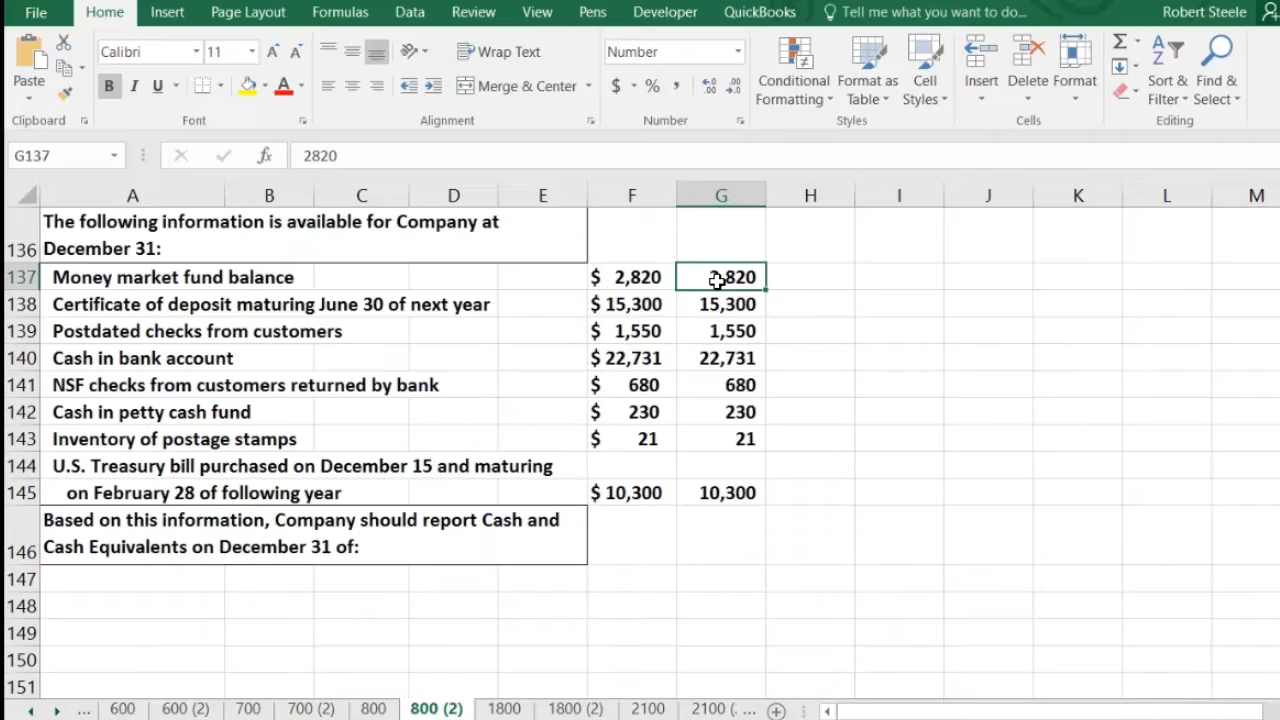 File Home Insert Page Layout Formulas Data Review View Pens Developer QuickBooks Tell me what you want to do... Robert Steele
Calibri 11 Wrap Text Number
Paste B I U A Merge & Center $ % , Conditional Formatting Format as Table Cell Styles Insert Delete Format Σ Sort & Filter Find & Select
Clipboard Font Alignment Number Styles Cells Editing
G137 fx 2820
A B C D E F G H I J K L M
136 The following information is available for Company at
December 31:
137 Money market fund balance $ 2,820 820
138 Certificate of deposit maturing June 30 of next year $ 15,300 15,300
139 Postdated checks from customers $ 1,550 1,550
140 Cash in bank account $ 22,731 22,731
141 NSF checks from customers returned by bank $ 680 680
142 Cash in petty cash fund $ 230 230
143 Inventory of postage stamps $ 21 21
144 U.S. Treasury bill purchased on December 15 and maturing
145 on February 28 of following year $ 10,300 10,300
Based on this information, Company should report Cash and
146 Cash Equivalents on December 31 of:
147
148
149
150
151
... 600 600 (2) 700 700 (2) 800 800 (2) 1800 1800 (2) 2100 2100 (. ...